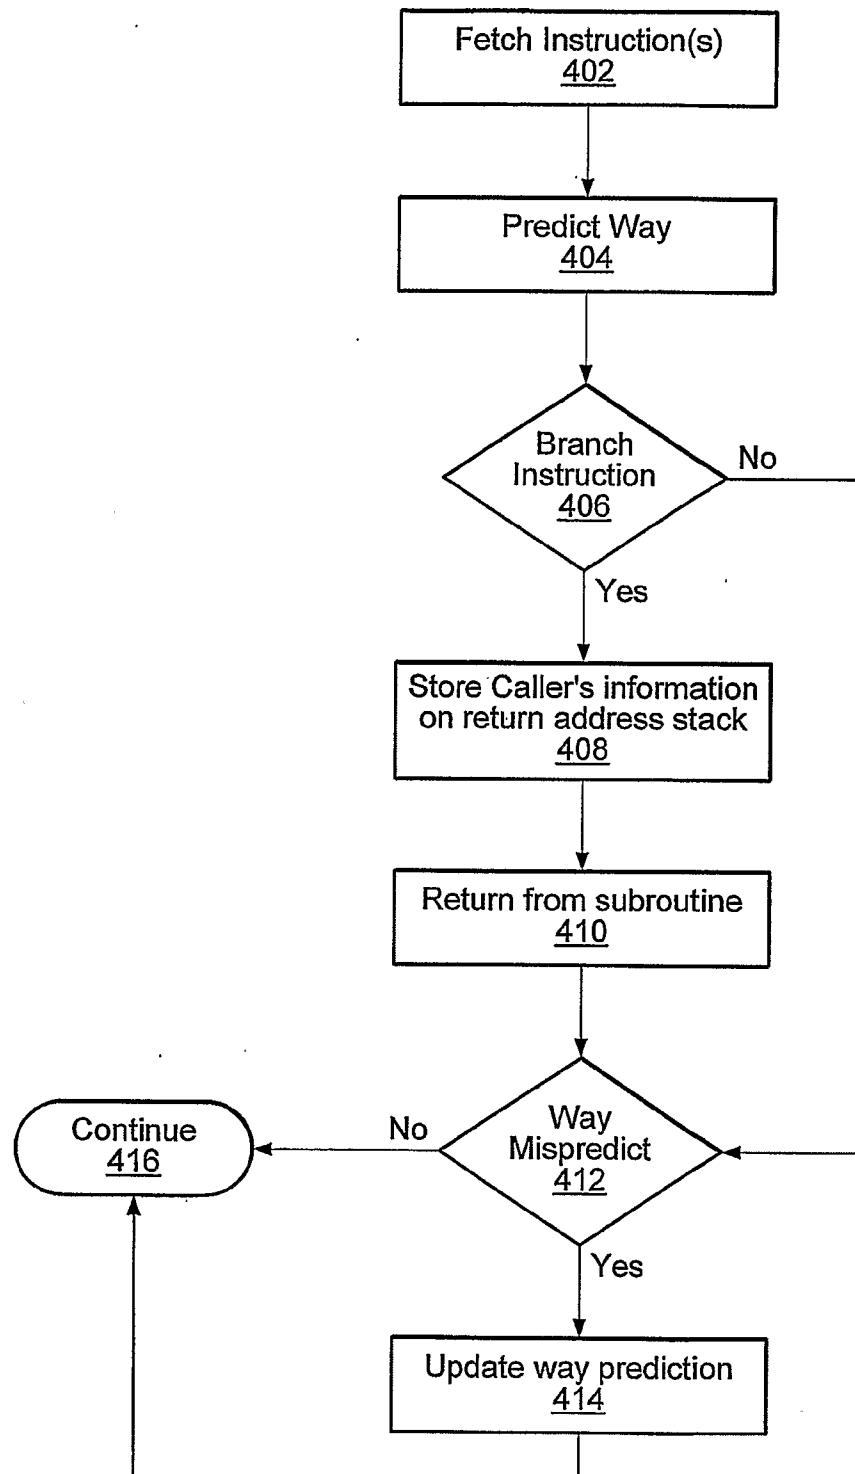 Fetch Instruction(s)
402
Predict Way
404
Branch
Instruction
406
No
Yes
Store Caller's information
on return address stack
408
Return from subroutine
410
Way
Mispredict
412
No
Continue
416
Yes
Update way prediction
414